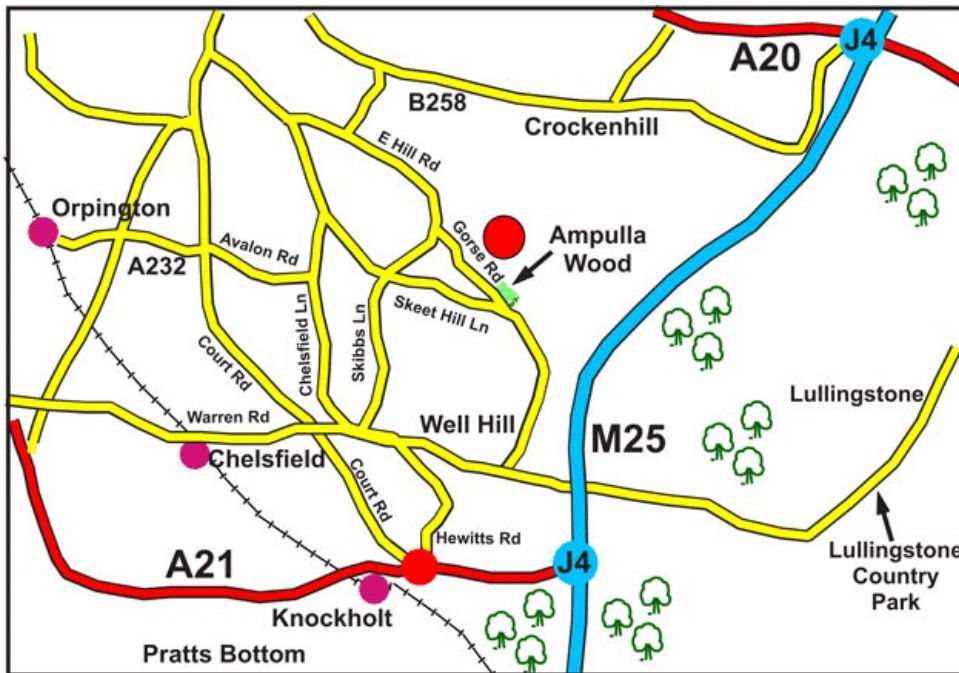 J4
A20
B258
Crockenhill
E Hill Rd
Orpington
Ampulla
Wood
Gorse Rd
Avalon Rd
A232
Skeet Hill Ln
Chelsfield Ln
Skibbs Ln
Court Rd
Lullingstone
Warren Rd
Well Hill
M25
Chelsfield
Court Rd
Hewitts Rd
A21
J4
Lullingstone
Country
Park
Knockholt
Pratts Bottom